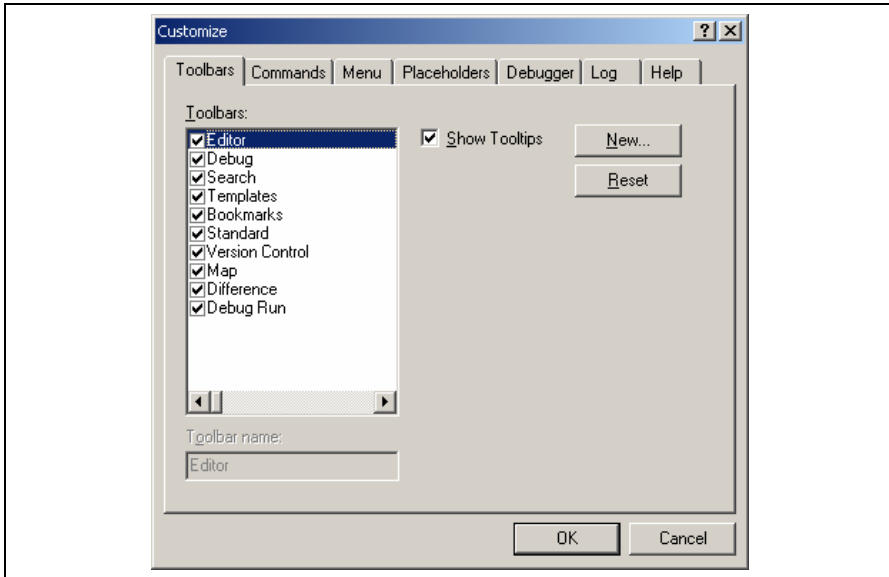 Customize
Toolbars Commands Menu Placeholders Debugger Log Help
Toolbars:
Editor
Debug
Search
Templates
Bookmarks
Standard
Version Control
Map
Difference
Debug Run
Show Tooltips
New...
Reset
Toolbar name:
Editor
OK Cancel